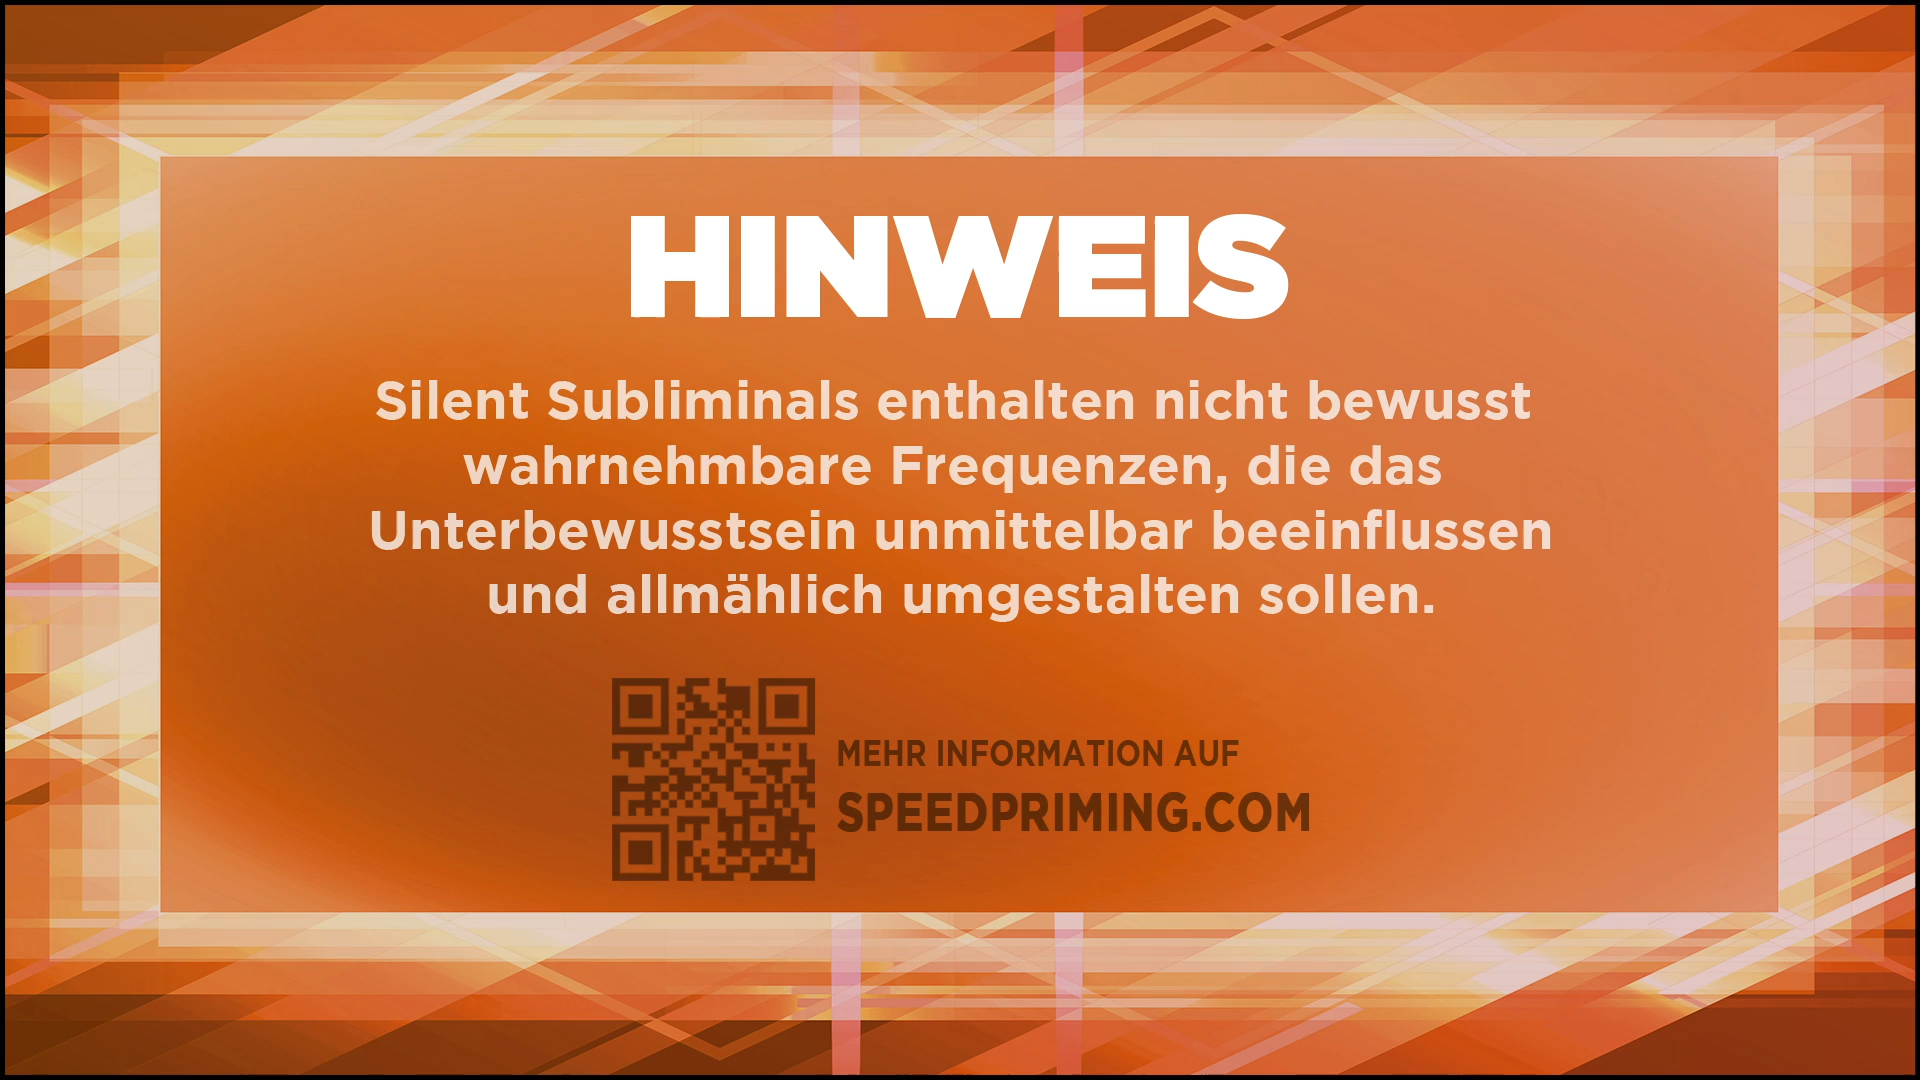 HINWEIS
Silent Subliminals enthalten nicht bewusst
wahrnehmbare Frequenzen, die das
Unterbewusstsein unmittelbar beeinflussen
und allmählich umgestalten sollen.
MEHR INFORMATION AUF
SPEEDPRIMING.COM